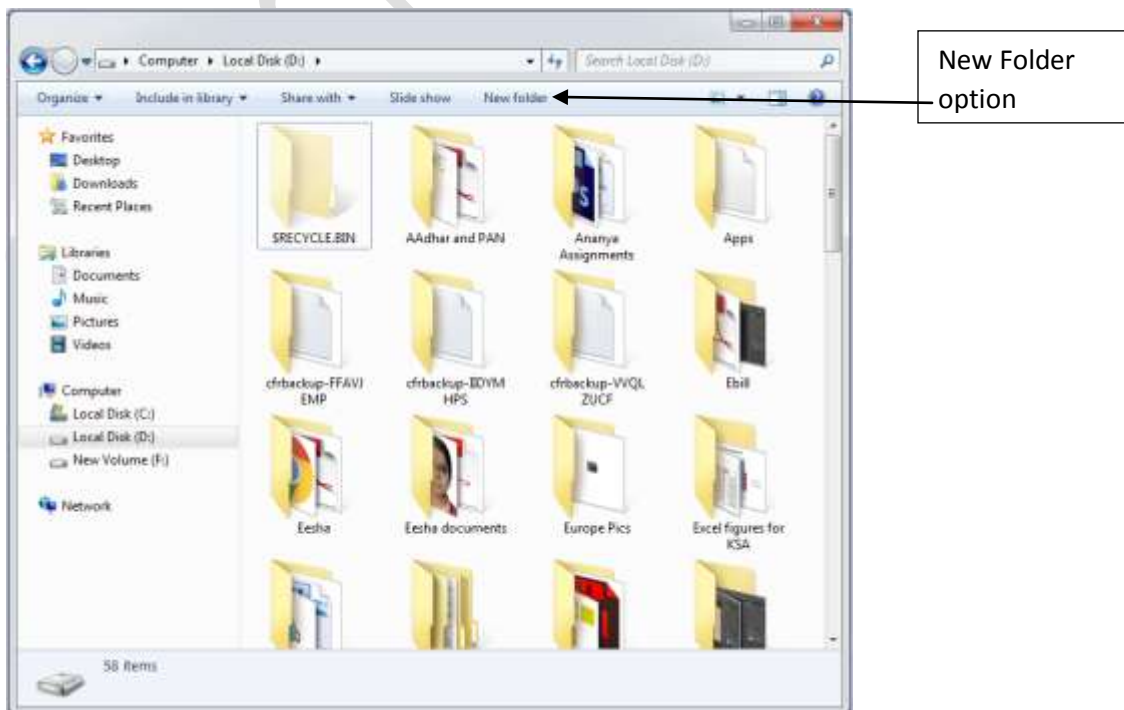 Computer ▸ Local Disk (D:) ▸
Search Local Disk (D:)
New Folder
option
Organize
Include in library
Share with
Slide show
New folder
Favorites
Desktop
Downloads
Recent Places
Libraries
Documents
Music
Pictures
Videos
Computer
Local Disk (C:)
Local Disk (D:)
New Volume (F:)
Network
$RECYCLE.BIN
AAdhar and PAN
Ananya
Assignments
Apps
cfrbackup-FFAVJ
EMP
cfrbackup-IIDYM
HPS
cfrbackup-VVQL
ZUCF
Ebill
Eesha
Eesha documents
Europe Pics
Excel figures for
KSA
58 items